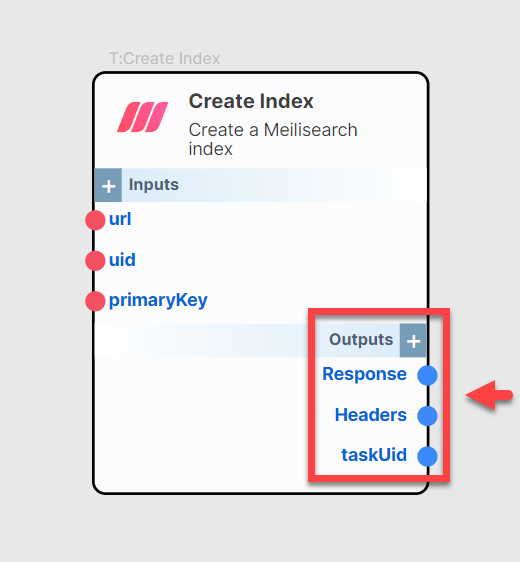 T:Create Index
Create Index
Create a Meilisearch
index
+ Inputs
url
uid
primaryKey
Outputs +
Response
Headers
taskUid